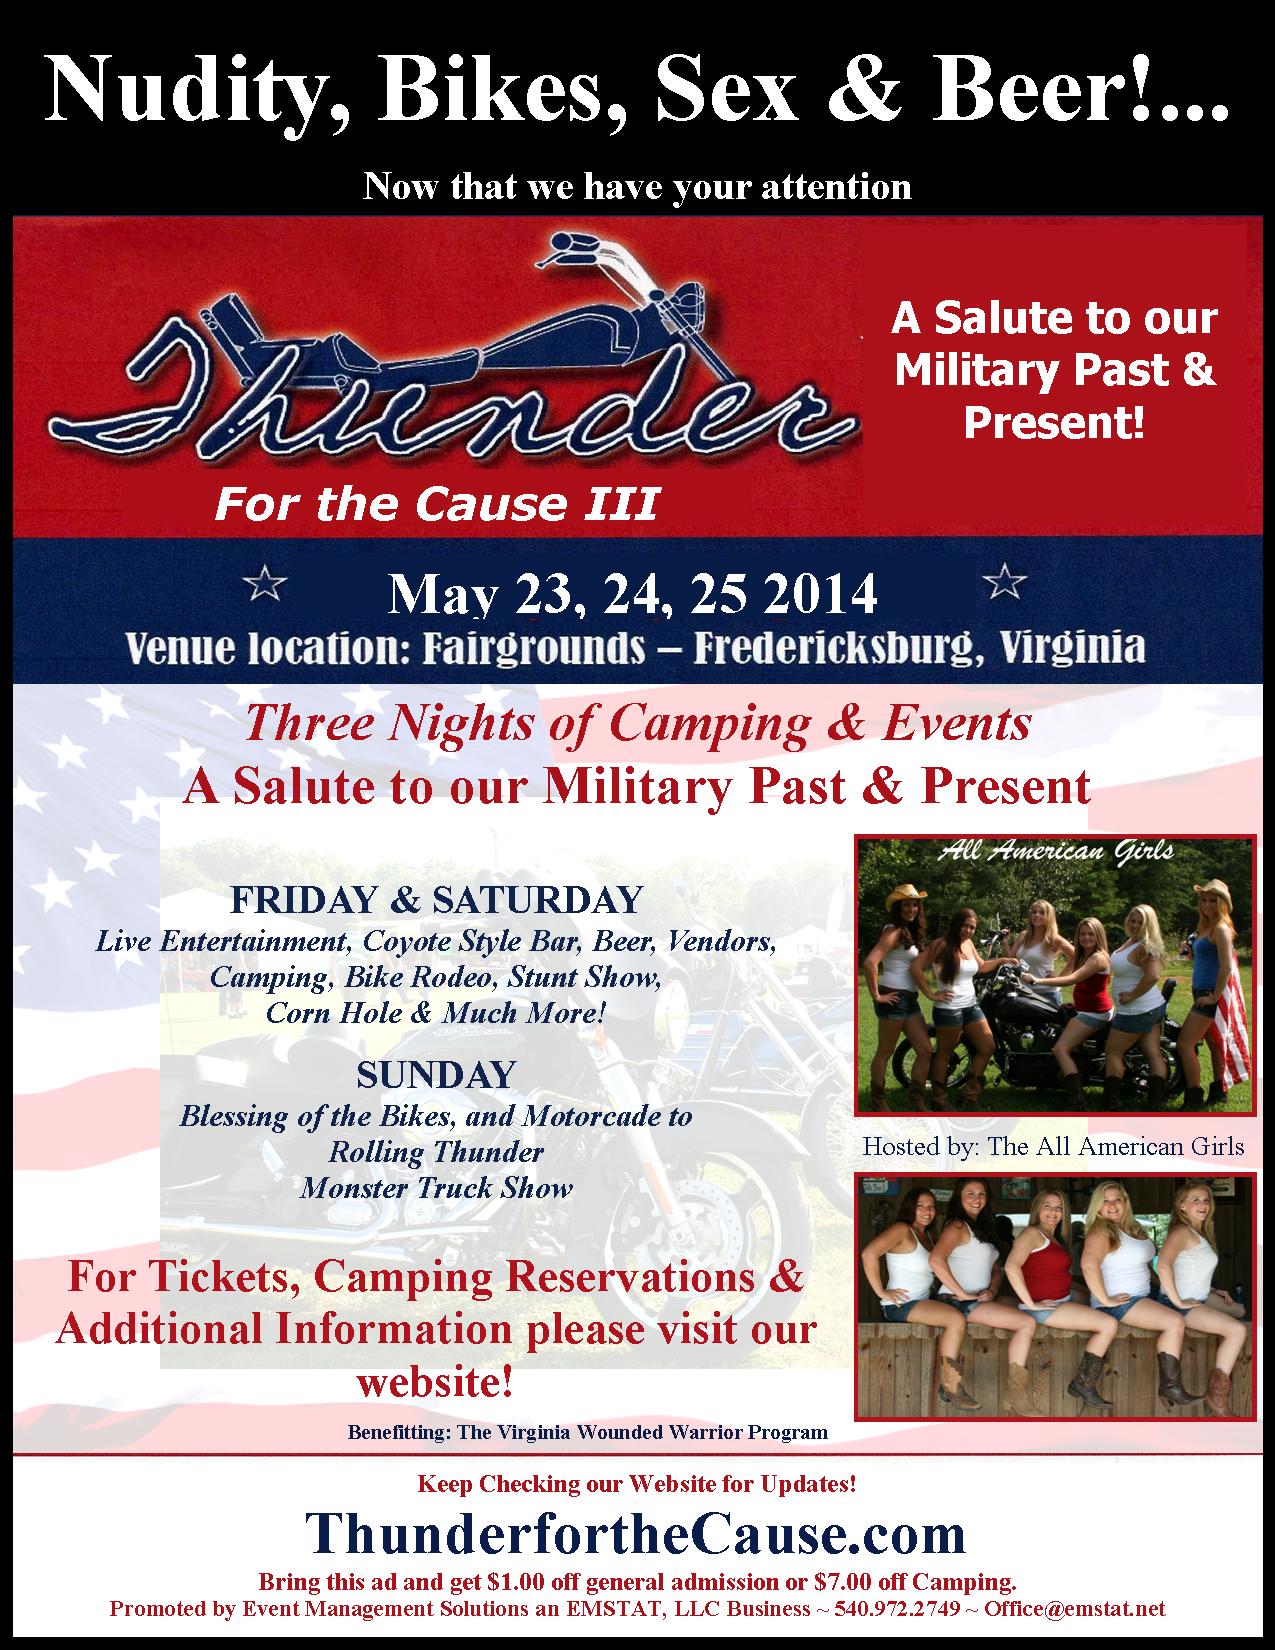 Nudity, Bikes, Sex & Beer!...
Now that we have your attention
Thunder
For the Cause III
A Salute to our
Military Past &
Present!
May 23, 24, 25 2014
Venue location: Fairgrounds – Fredericksburg, Virginia
Three Nights of Camping & Events
A Salute to our Military Past & Present
FRIDAY & SATURDAY
Live Entertainment, Coyote Style Bar, Beer, Vendors,
Camping, Bike Rodeo, Stunt Show,
Corn Hole & Much More!
SUNDAY
Blessing of the Bikes, and Motorcade to
Rolling Thunder
Monster Truck Show
All American Girls
Hosted by: The All American Girls
For Tickets, Camping Reservations &
Additional Information please visit our
website!
Benefitting: The Virginia Wounded Warrior Program
Keep Checking our Website for Updates!
ThunderfortheCause.com
Bring this ad and get $1.00 off general admission or $7.00 off Camping.
Promoted by Event Management Solutions an EMSTAT, LLC Business ~ 540.972.2749 ~ Office@emstat.net